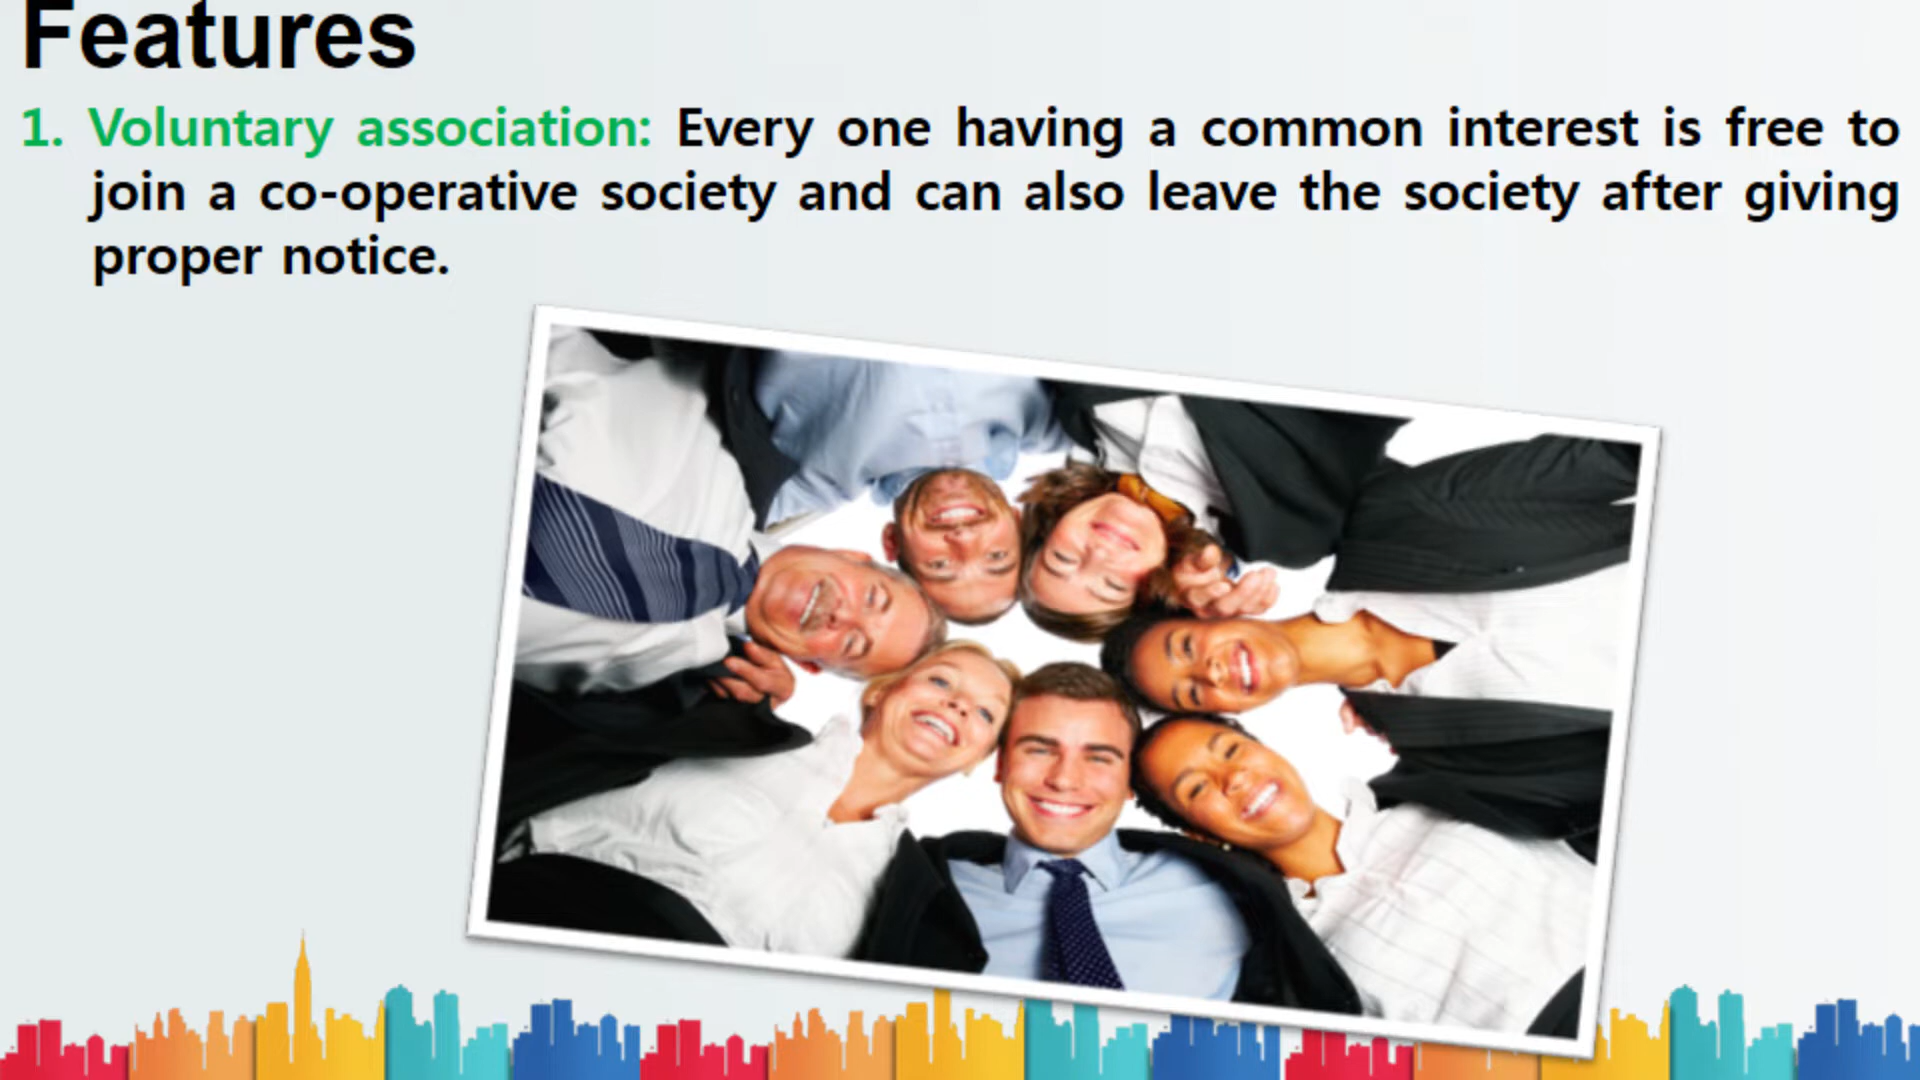 Features
1. Voluntary association: Every one having a common interest is free to
join a co-operative society and can also leave the society after giving
proper notice.